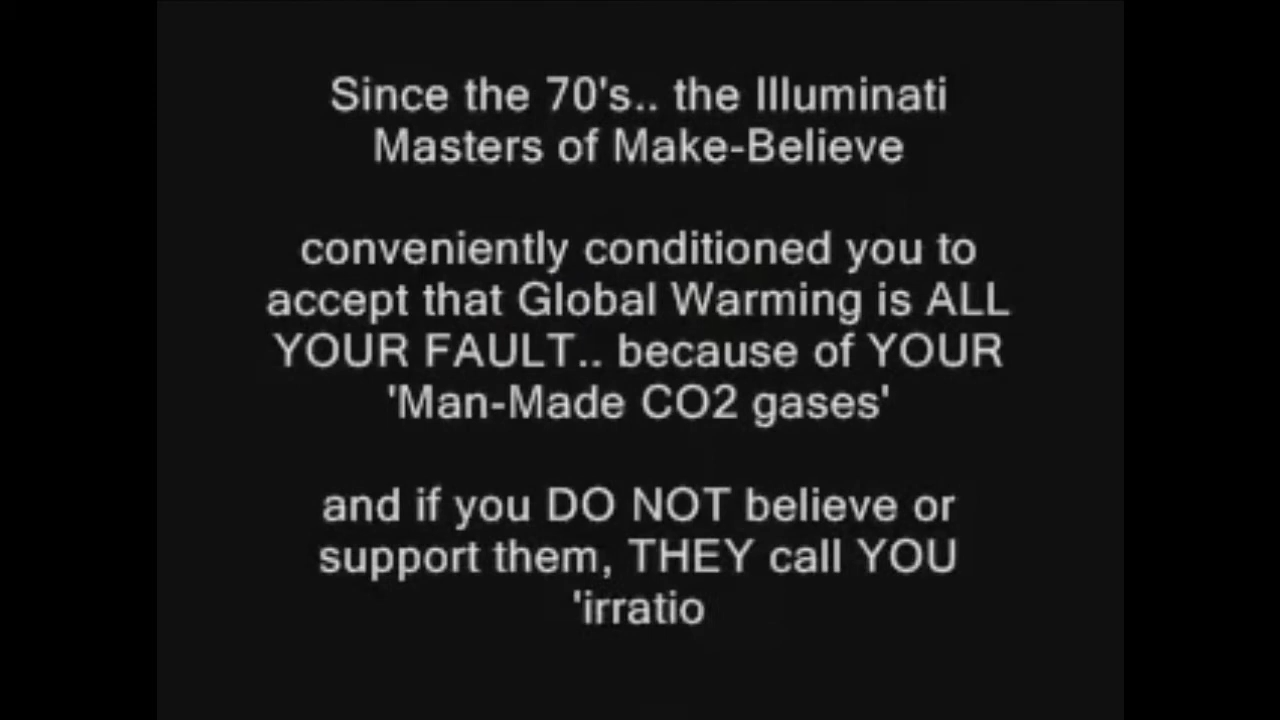 Since the 70's.. the Illuminati
Masters of Make-Believe
conveniently conditioned you to
accept that Global Warming is ALL
YOUR FAULT.. because of YOUR
'Man-Made CO2 gases'
and if you DO NOT believe or
support them, THEY call YOU
'irratio